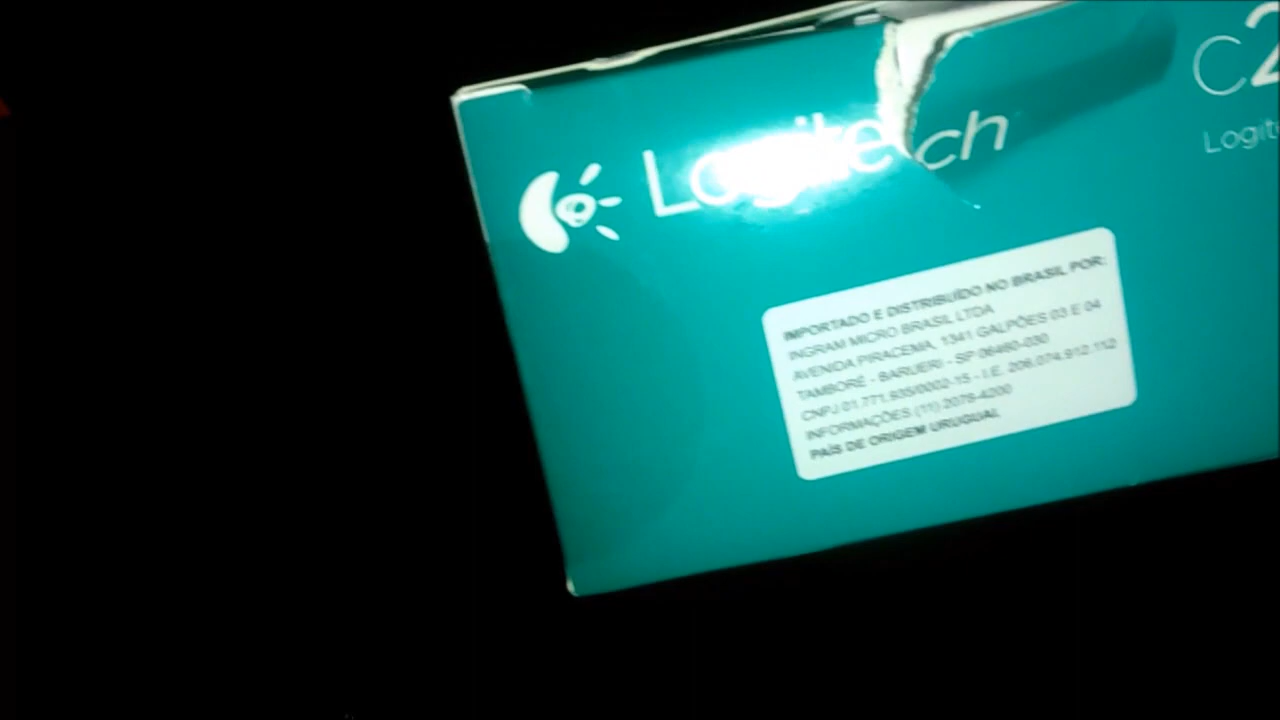 Logitech
C2
Logit
IMPORTADO E DISTRIBUÍDO NO BRASIL POR:
INGRAM MICRO BRASIL LTDA
AVENIDA PIRACEMA, 1341 GALPÕES 03 E 04
TAMBORÉ - BARUERI - SP 06460-030
CNPJ 01.771.935/0002-15 - I.E. 206.074.912.112
INFORMAÇÕES (11) 2078-4200
PAÍS DE ORIGEM URUGUAI